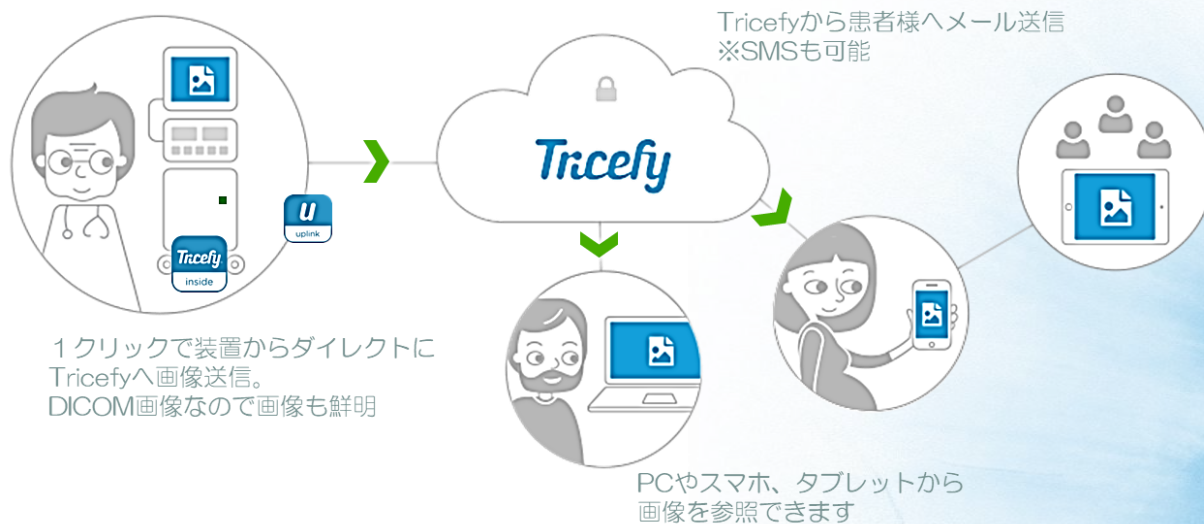 Tricefyから患者様へメール送信
※SMSも可能
Tricefy
u
uplink
Tricefy
inside
1クリックで装置からダイレクトに
Tricefyへ画像送信。
DICOM画像なので画像も鮮明
PCやスマホ、タブレットから
画像を参照できます